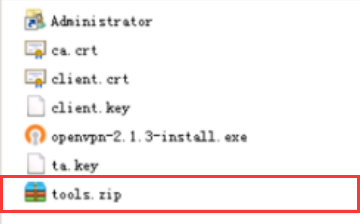 Administrator
ca.crt
client.crt
client.key
openvpn-2.1.3-install.exe
ta.key
tools.zip